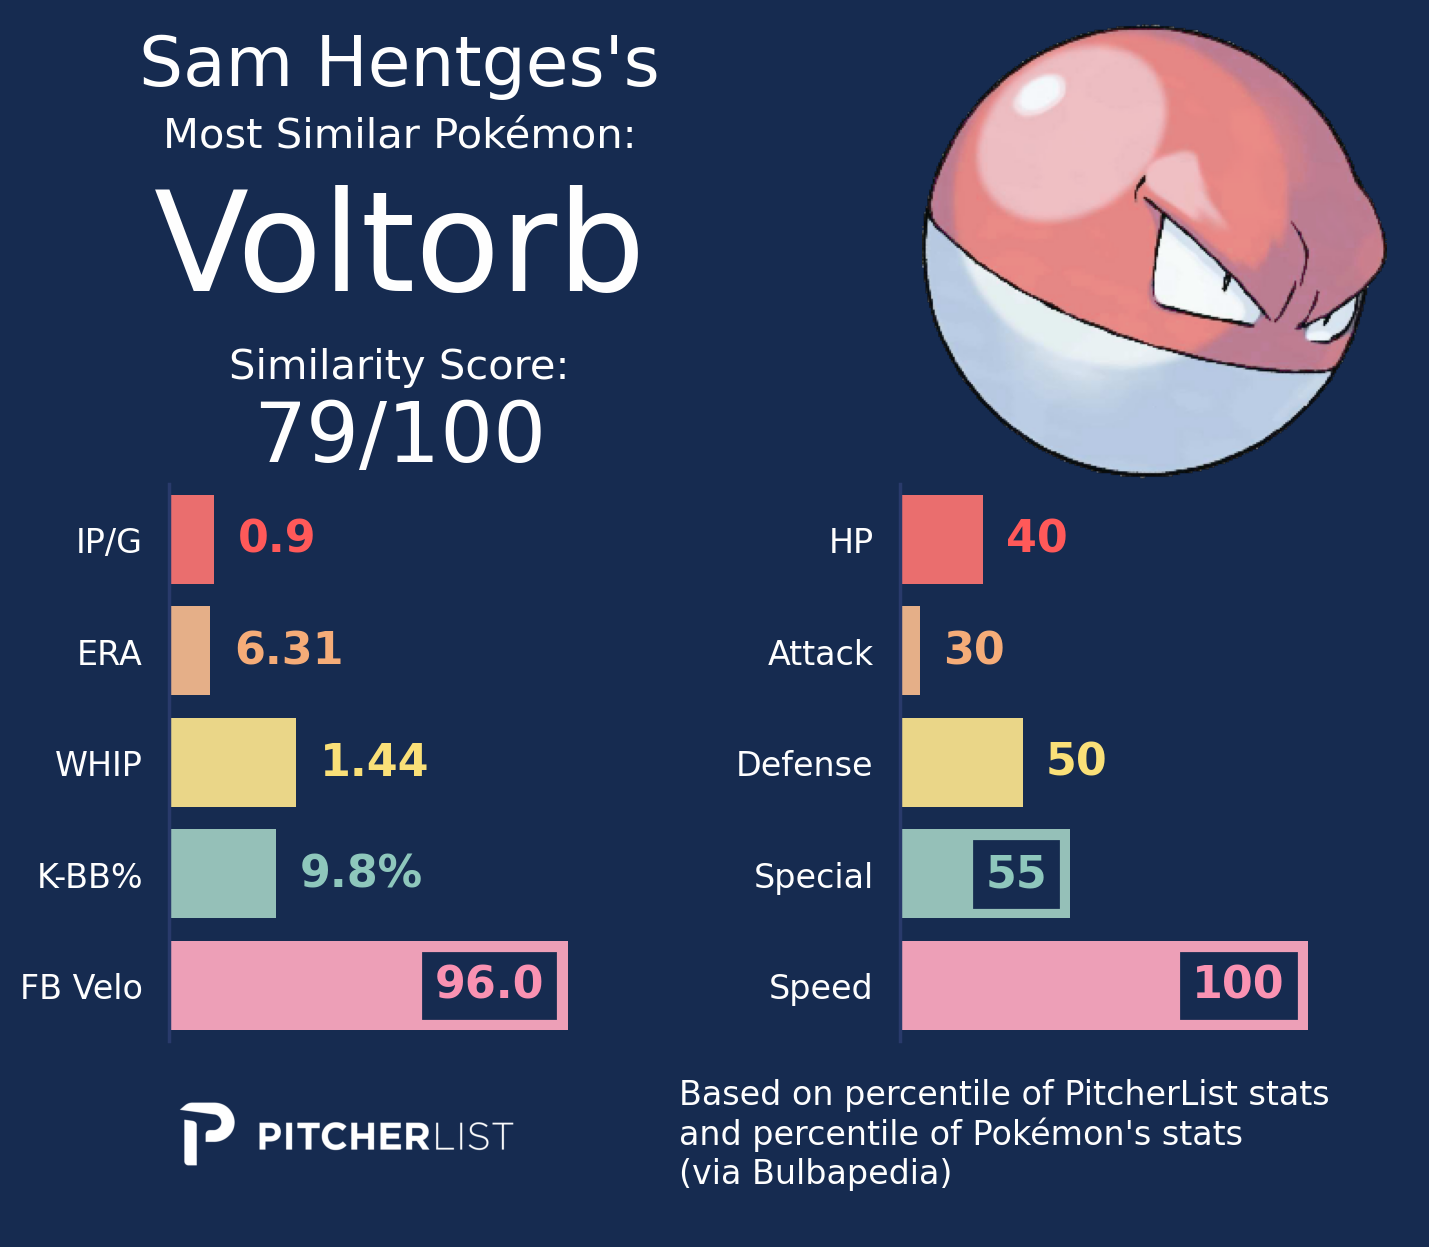 Sam Hentges's
Most Similar Pokémon:
Voltorb
Similarity Score:
79/100
IP/G 0.9
ERA 6.31
WHIP 1.44
K-BB% 9.8%
FB Velo 96.0
HP 40
Attack 30
Defense 50
Special 55
Speed 100
PITCHERLIST
Based on percentile of PitcherList stats
and percentile of Pokémon's stats
(via Bulbapedia)